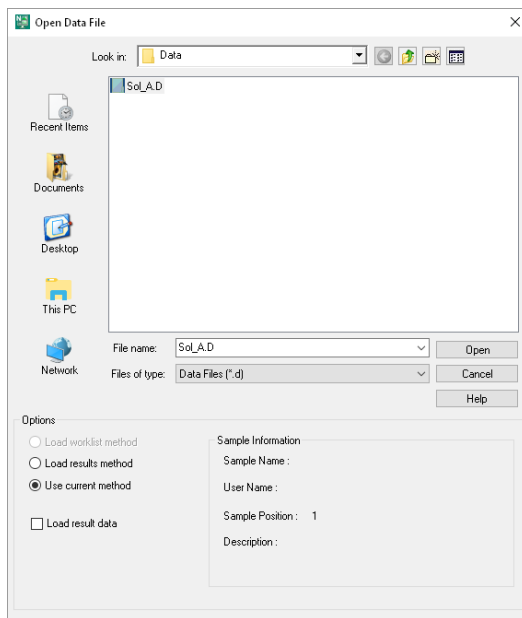 Open Data File
Look in: Data
Sol_A.D
Recent Items
Documents
Desktop
This PC
Network
File name: Sol_A.D Open
Files of type: Data Files (*.d) Cancel
Help
Options
Load worklist method
Load results method
Use current method
Load result data
Sample Information
Sample Name :
User Name :
Sample Position : 1
Description :